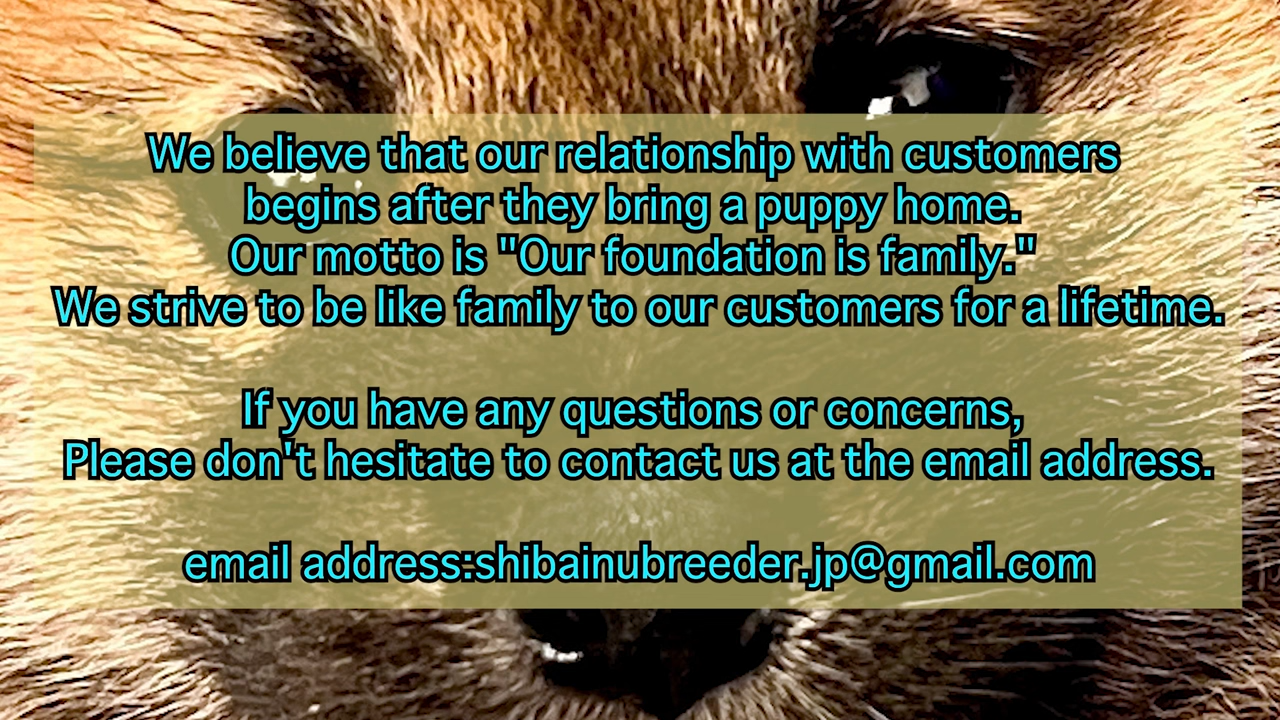 We believe that our relationship with customers
begins after they bring a puppy home.
Our motto is "Our foundation is family."
We strive to be like family to our customers for a lifetime.
If you have any questions or concerns,
Please don't hesitate to contact us at the email address.
email address:shibainubreeder.jp@gmail.com